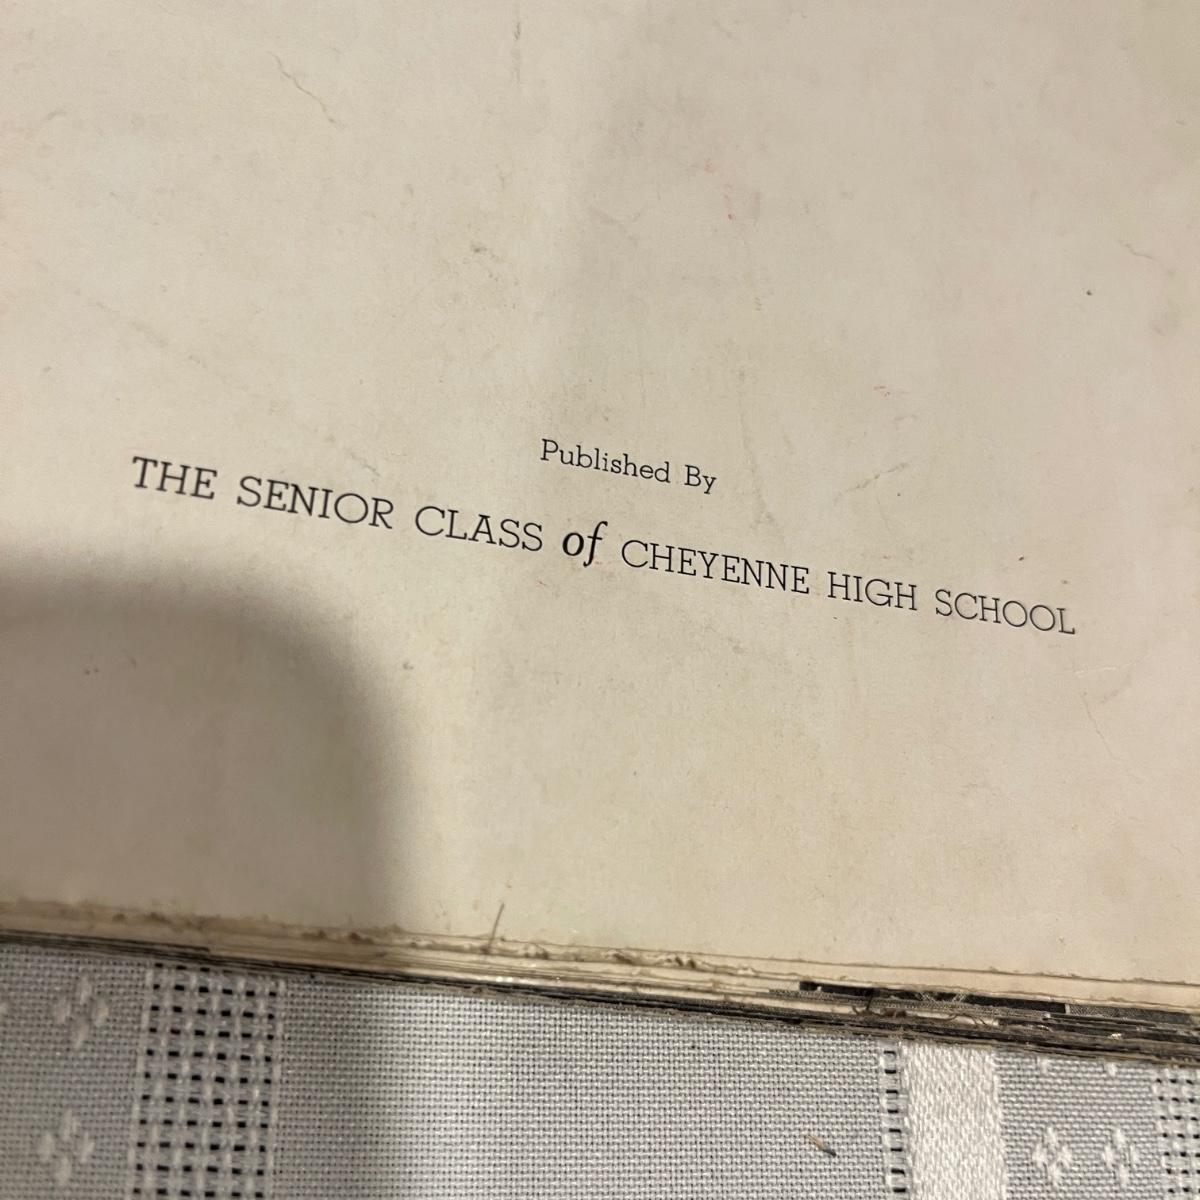 Published By
THE SENIOR CLASS of CHEYENNE HIGH SCHOOL